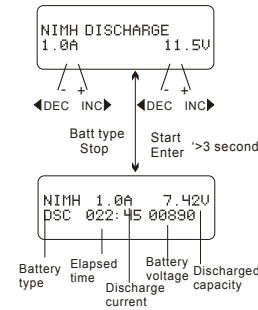 NIMH DISCHARGE
1.0A 11.5V
- + - +
DEC INC DEC INC
Batt type Start
Stop Enter '>3 second
NIMH 1.0A 7.42V
DSC 022:45 00890
Battery type
Elapsed time
Discharge current
Battery voltage
Discharged capacity